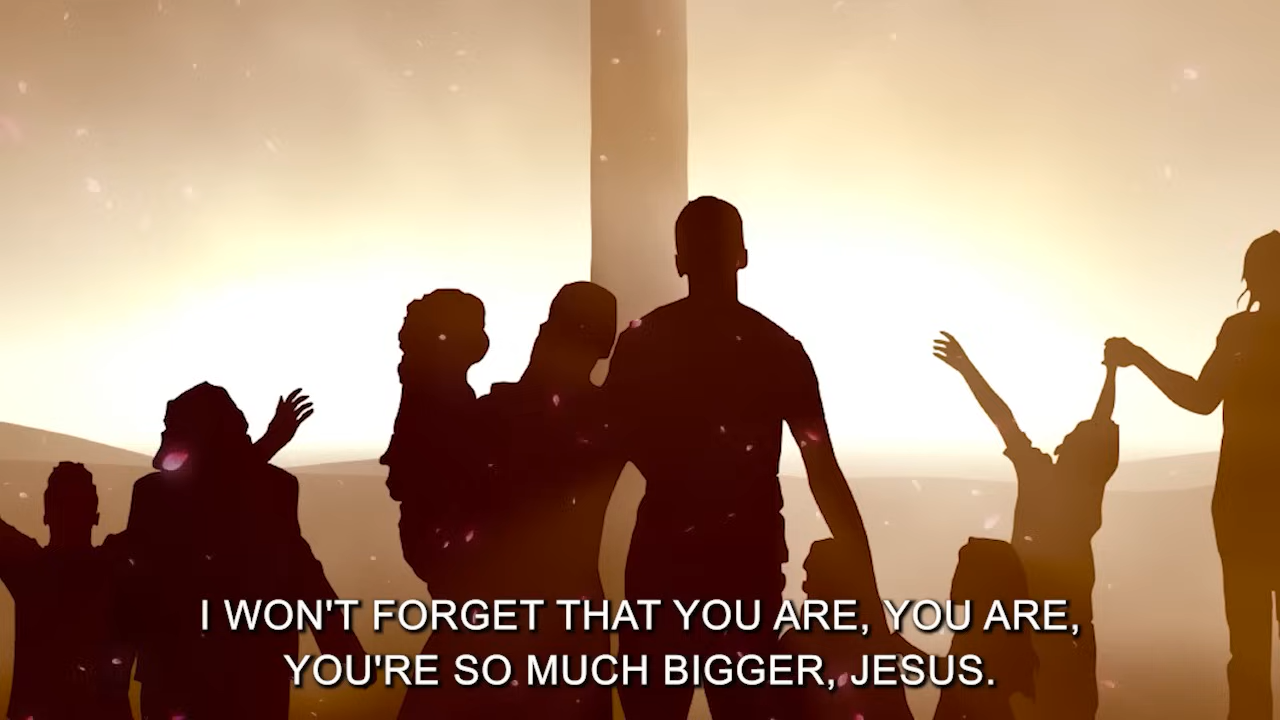 I WON'T FORGET THAT YOU ARE, YOU ARE,
YOU'RE SO MUCH BIGGER, JESUS.